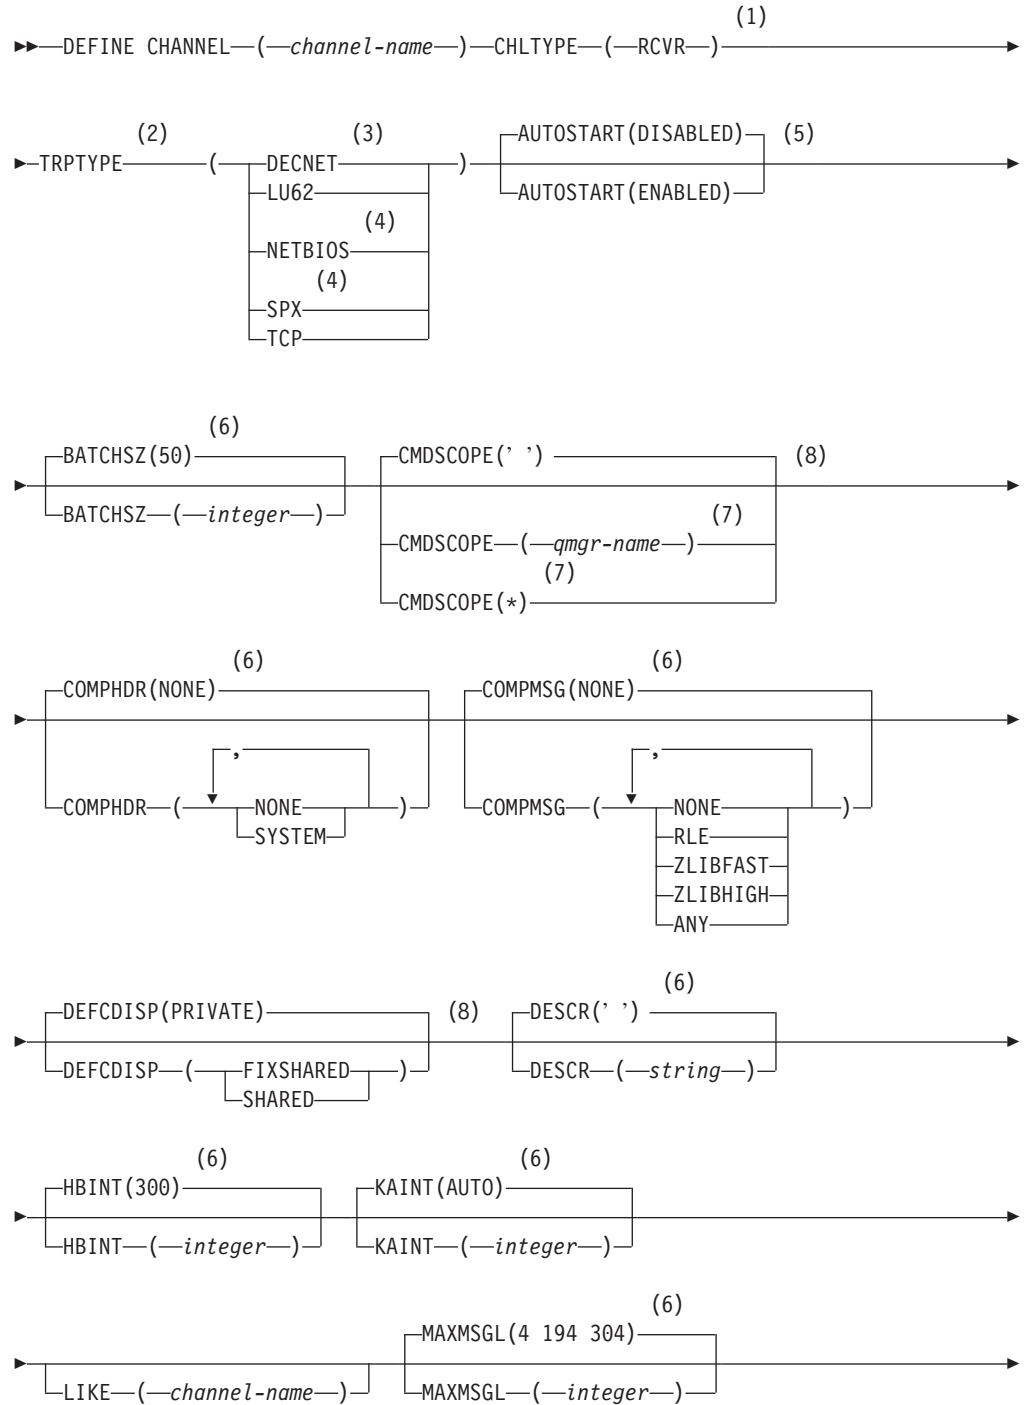 (1)
DEFINE CHANNEL ( channel-name ) CHLTYPE ( RCVR )
(2) (3) (5)
TRPTYPE ( DECNET ) AUTOSTART(DISABLED)
LU62 AUTOSTART(ENABLED)
(4)
NETBIOS
(4)
SPX
TCP
(6)
BATCHSZ(50) CMDSCOPE(’ ’) (8)
BATCHSZ ( integer ) (7)
CMDSCOPE ( qmgr-name )
(7)
CMDSCOPE(*)
(6) (6)
COMPHDR(NONE) COMPMSG(NONE)
, ,
COMPHDR ( NONE ) COMPMSG ( NONE )
SYSTEM RLE
ZLIBFAST
ZLIBHIGH
ANY
(6)
DEFCDISP(PRIVATE) (8) DESCR(’ ’)
DEFCDISP ( FIXSHARED ) DESCR ( string )
SHARED
(6) (6)
HBINT(300) KAINT(AUTO)
HBINT ( integer ) KAINT ( integer )
(6)
MAXMSGL(4 194 304)
LIKE ( channel-name ) MAXMSGL ( integer )